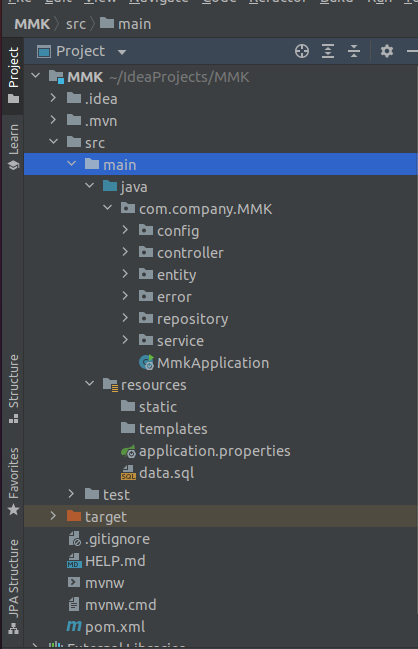 MMK src main
Project
MMK ~/IdeaProjects/MMK
.idea
.mvn
src
main
java
com.company.MMK
config
controller
entity
error
repository
service
MmkApplication
resources
static
templates
application.properties
data.sql
test
target
.gitignore
HELP.md
mvnw
mvnw.cmd
pom.xml
Project
Learn
Structure
Favorites
JPA Structure